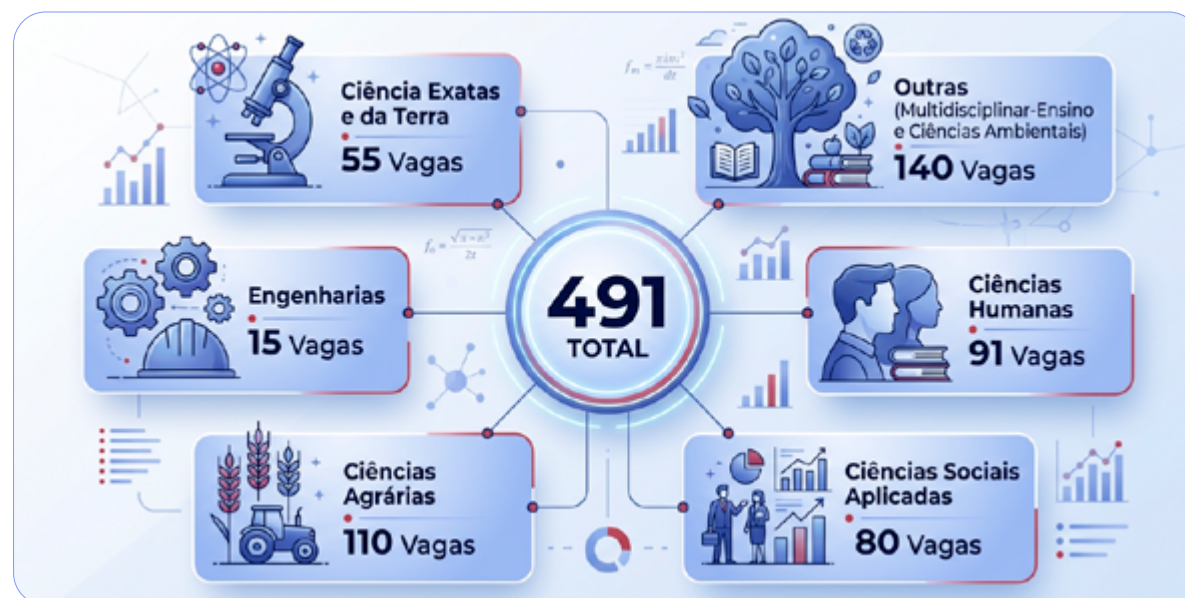 Ciência Exatas
e da Terra
55 Vagas
Outras
(Multidisciplinar-Ensino
e Ciências Ambientais)
140 Vagas
Engenharias
15 Vagas
491
TOTAL
Ciências
Humanas
91 Vagas
Ciências
Agrárias
110 Vagas
Ciências Sociais
Aplicadas
80 Vagas